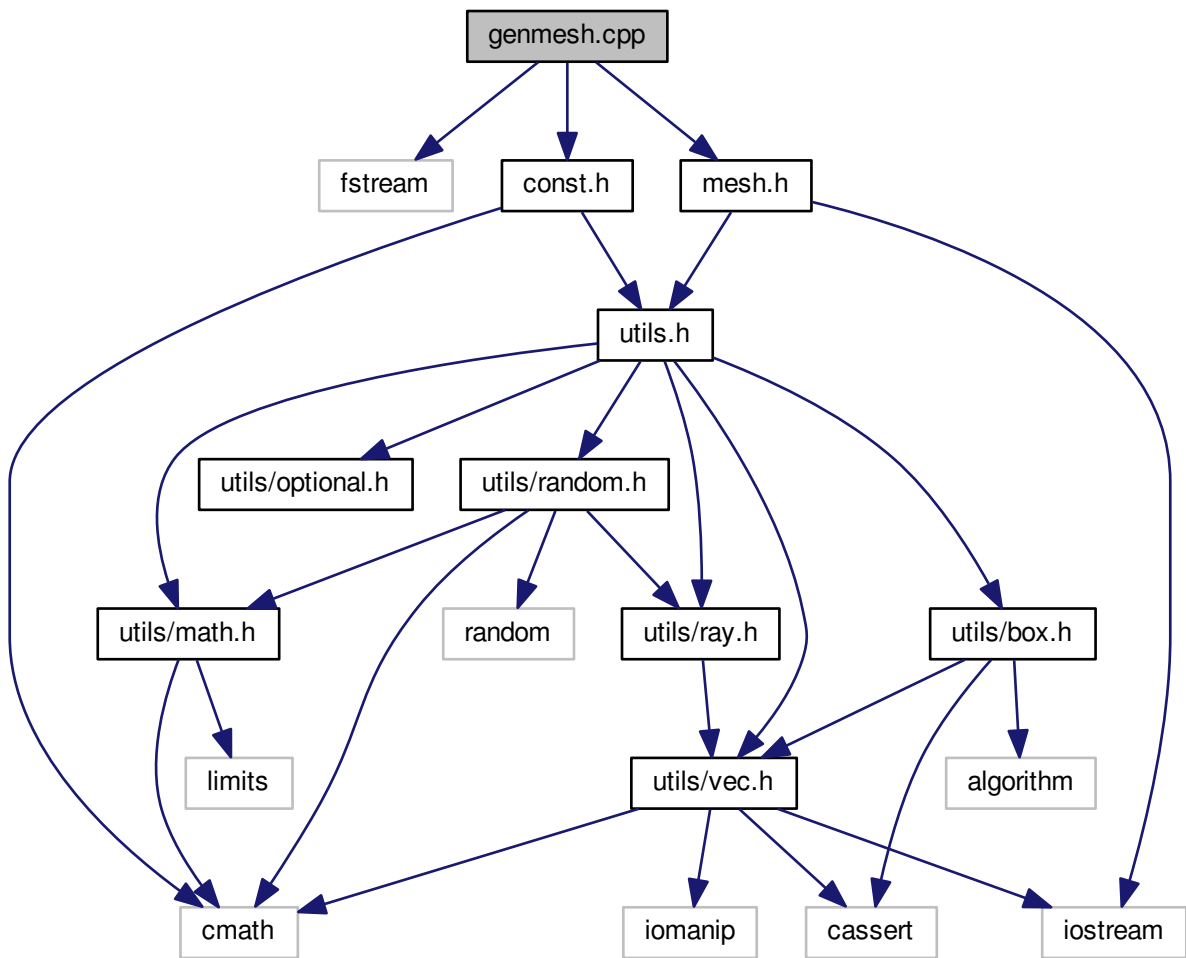 genmesh.cpp
fstream
const.h
mesh.h
utils.h
utils/optional.h
utils/random.h
utils/math.h
random
utils/ray.h
utils/box.h
limits
utils/vec.h
algorithm
cmath
iomanip
cassert
iostream